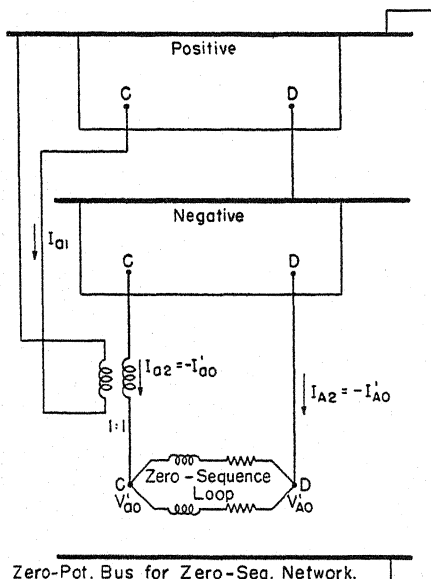 Positive
C D
I_a1
Negative
C D
I_a2 = -I'_a0
I_A2 = -I'_A0
1:1
C Zero-Sequence D
V'_a0 Loop V'_A0
Zero-Pot. Bus for Zero-Seq. Network.